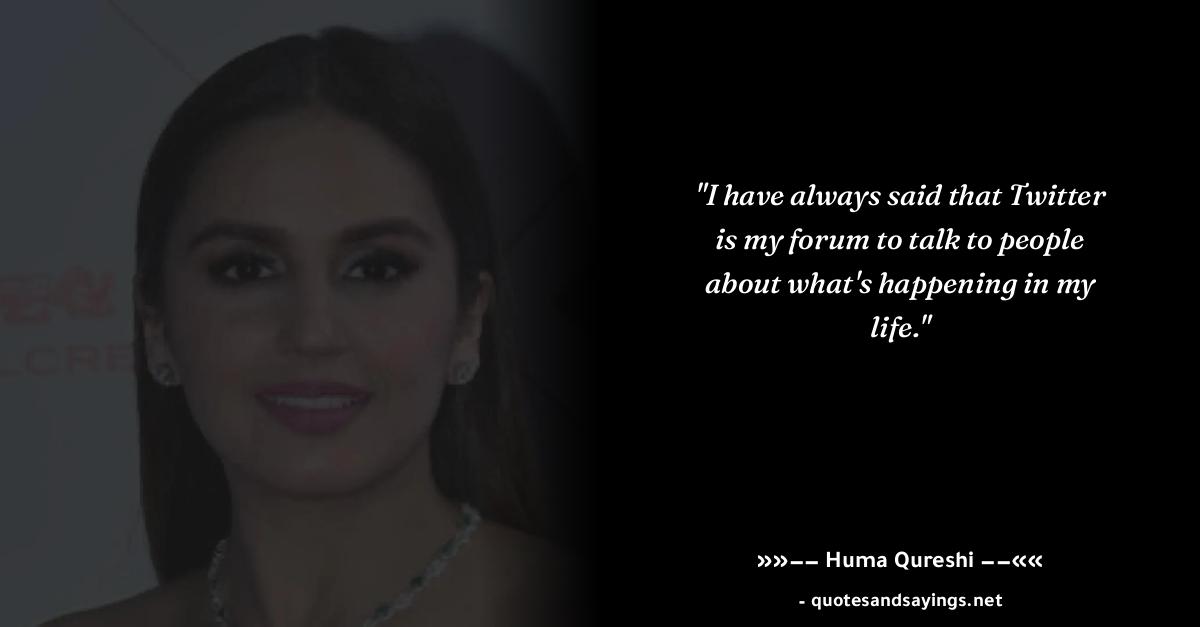 "I have always said that Twitter
is my forum to talk to people
about what's happening in my
life."
»»-- Huma Qureshi --««
- quotesandsayings.net
LCRE